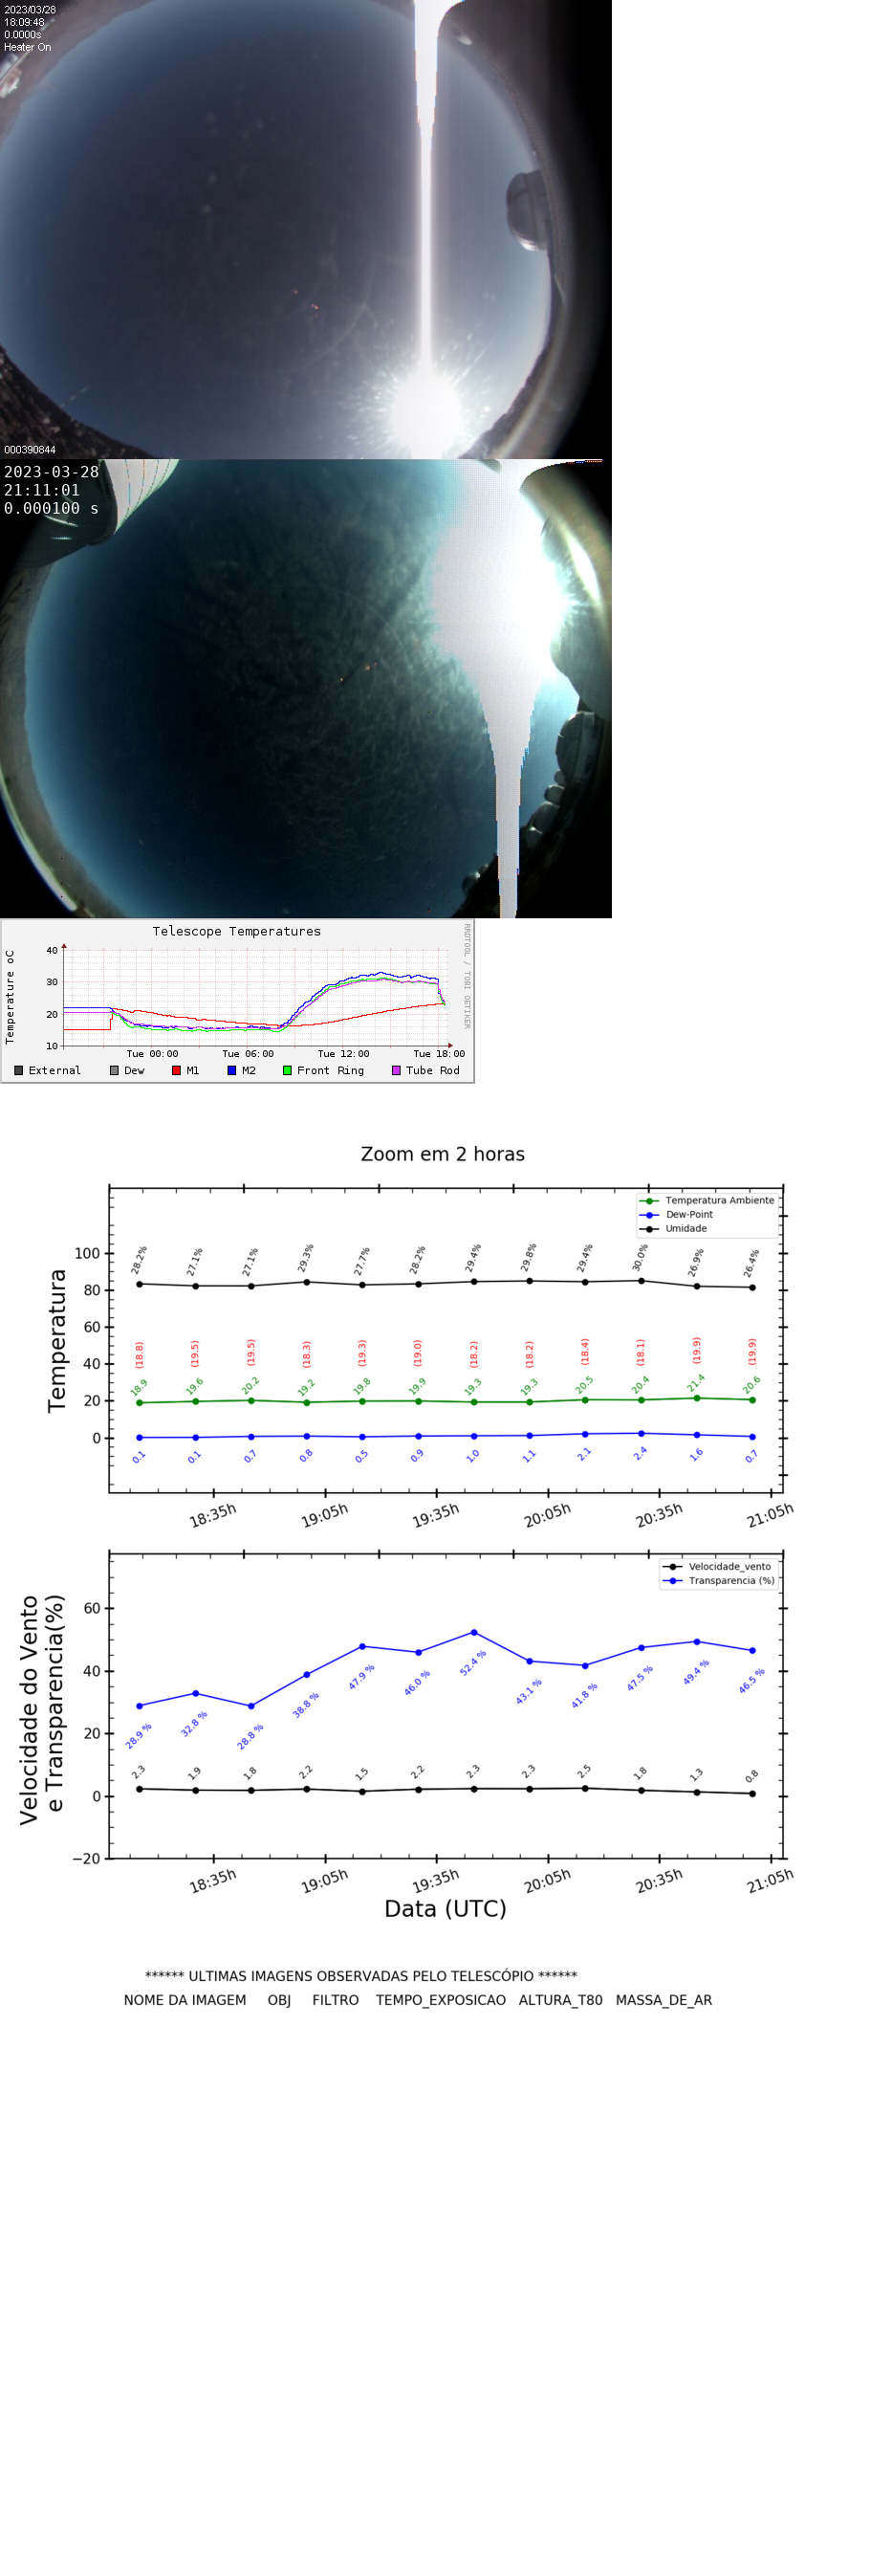 2023/03/28
18:09:48
0.0000s
Heater On
000390844
2023-03-28
21:11:01
0.000100 s
Telescope Temperatures
RRDTOOL / TOBI OETIKER
Temperature oC
40
30
20
10
Tue 00:00 Tue 06:00 Tue 12:00 Tue 18:00
External Dew M1 M2 Front Ring Tube Rod
Zoom em 2 horas
Temperatura
Temperatura Ambiente
Dew-Point
Umidade
100
80
60
40
20
0
28.2% 27.1% 27.1% 29.3% 27.7% 28.2% 29.4% 29.8% 29.4% 30.0% 26.9% 26.4%
(18.8) (19.5) (19.5) (18.3) (19.3) (19.0) (18.2) (18.2) (18.4) (18.1) (19.9) (19.9)
18.9 19.6 20.2 19.2 19.8 19.9 19.3 19.3 20.5 20.4 21.4 20.6
0.1 0.1 0.7 0.8 0.5 0.9 1.0 1.1 2.1 2.4 1.6 0.7
18:35h 19:05h 19:35h 20:05h 20:35h 21:05h
Velocidade do Vento
e Transparencia(%)
Velocidade_vento
Transparencia (%)
60
40
20
0
−20
28.9 % 32.8 % 28.8 % 38.8 % 47.9 % 46.0 % 52.4 % 43.1 % 41.8 % 47.5 % 49.4 % 46.5 %
2.3 1.9 1.8 2.2 1.5 2.2 2.3 2.3 2.5 1.8 1.3 0.8
18:35h 19:05h 19:35h 20:05h 20:35h 21:05h
Data (UTC)
****** ULTIMAS IMAGENS OBSERVADAS PELO TELESCÓPIO ******
NOME DA IMAGEM OBJ FILTRO TEMPO_EXPOSICAO ALTURA_T80 MASSA_DE_AR